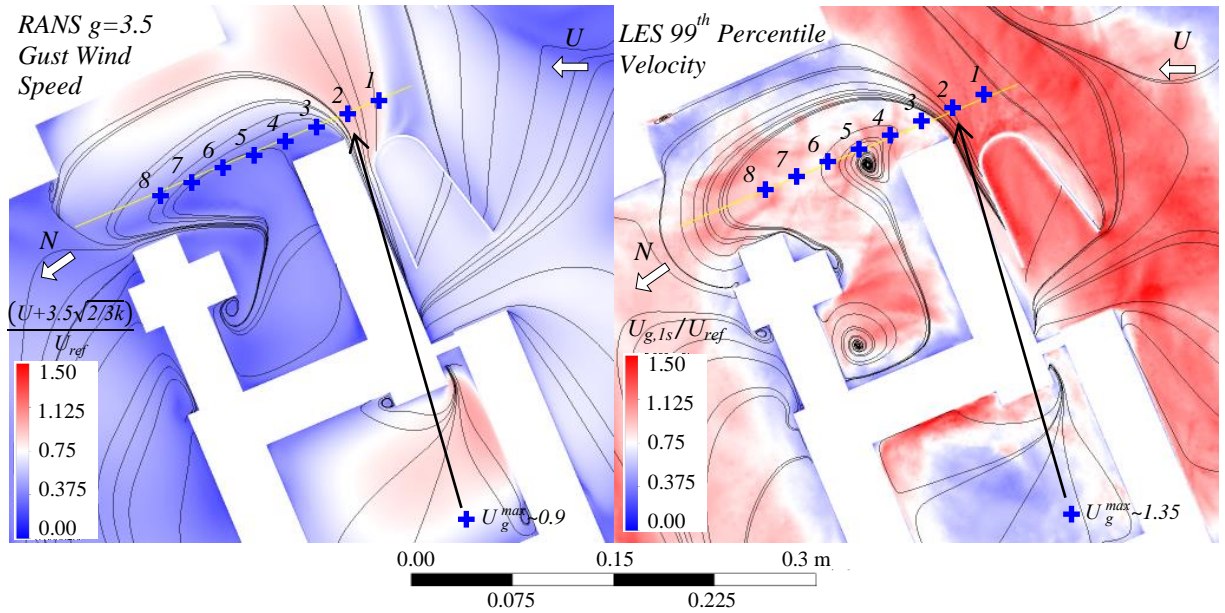 RANS g=3.5
Gust Wind
Speed
U
1
2
3
4
5
6
7
8
N
(U+3.5√2/3k)
U_ref
1.50
1.125
0.75
0.375
0.00
U_g^max~0.9
LES 99th Percentile
Velocity
U
1
2
3
4
5
6
7
8
N
U_g,1s/U_ref
1.50
1.125
0.75
0.375
0.00
U_g^max~1.35
0.00 0.15 0.3 m
0.075 0.225